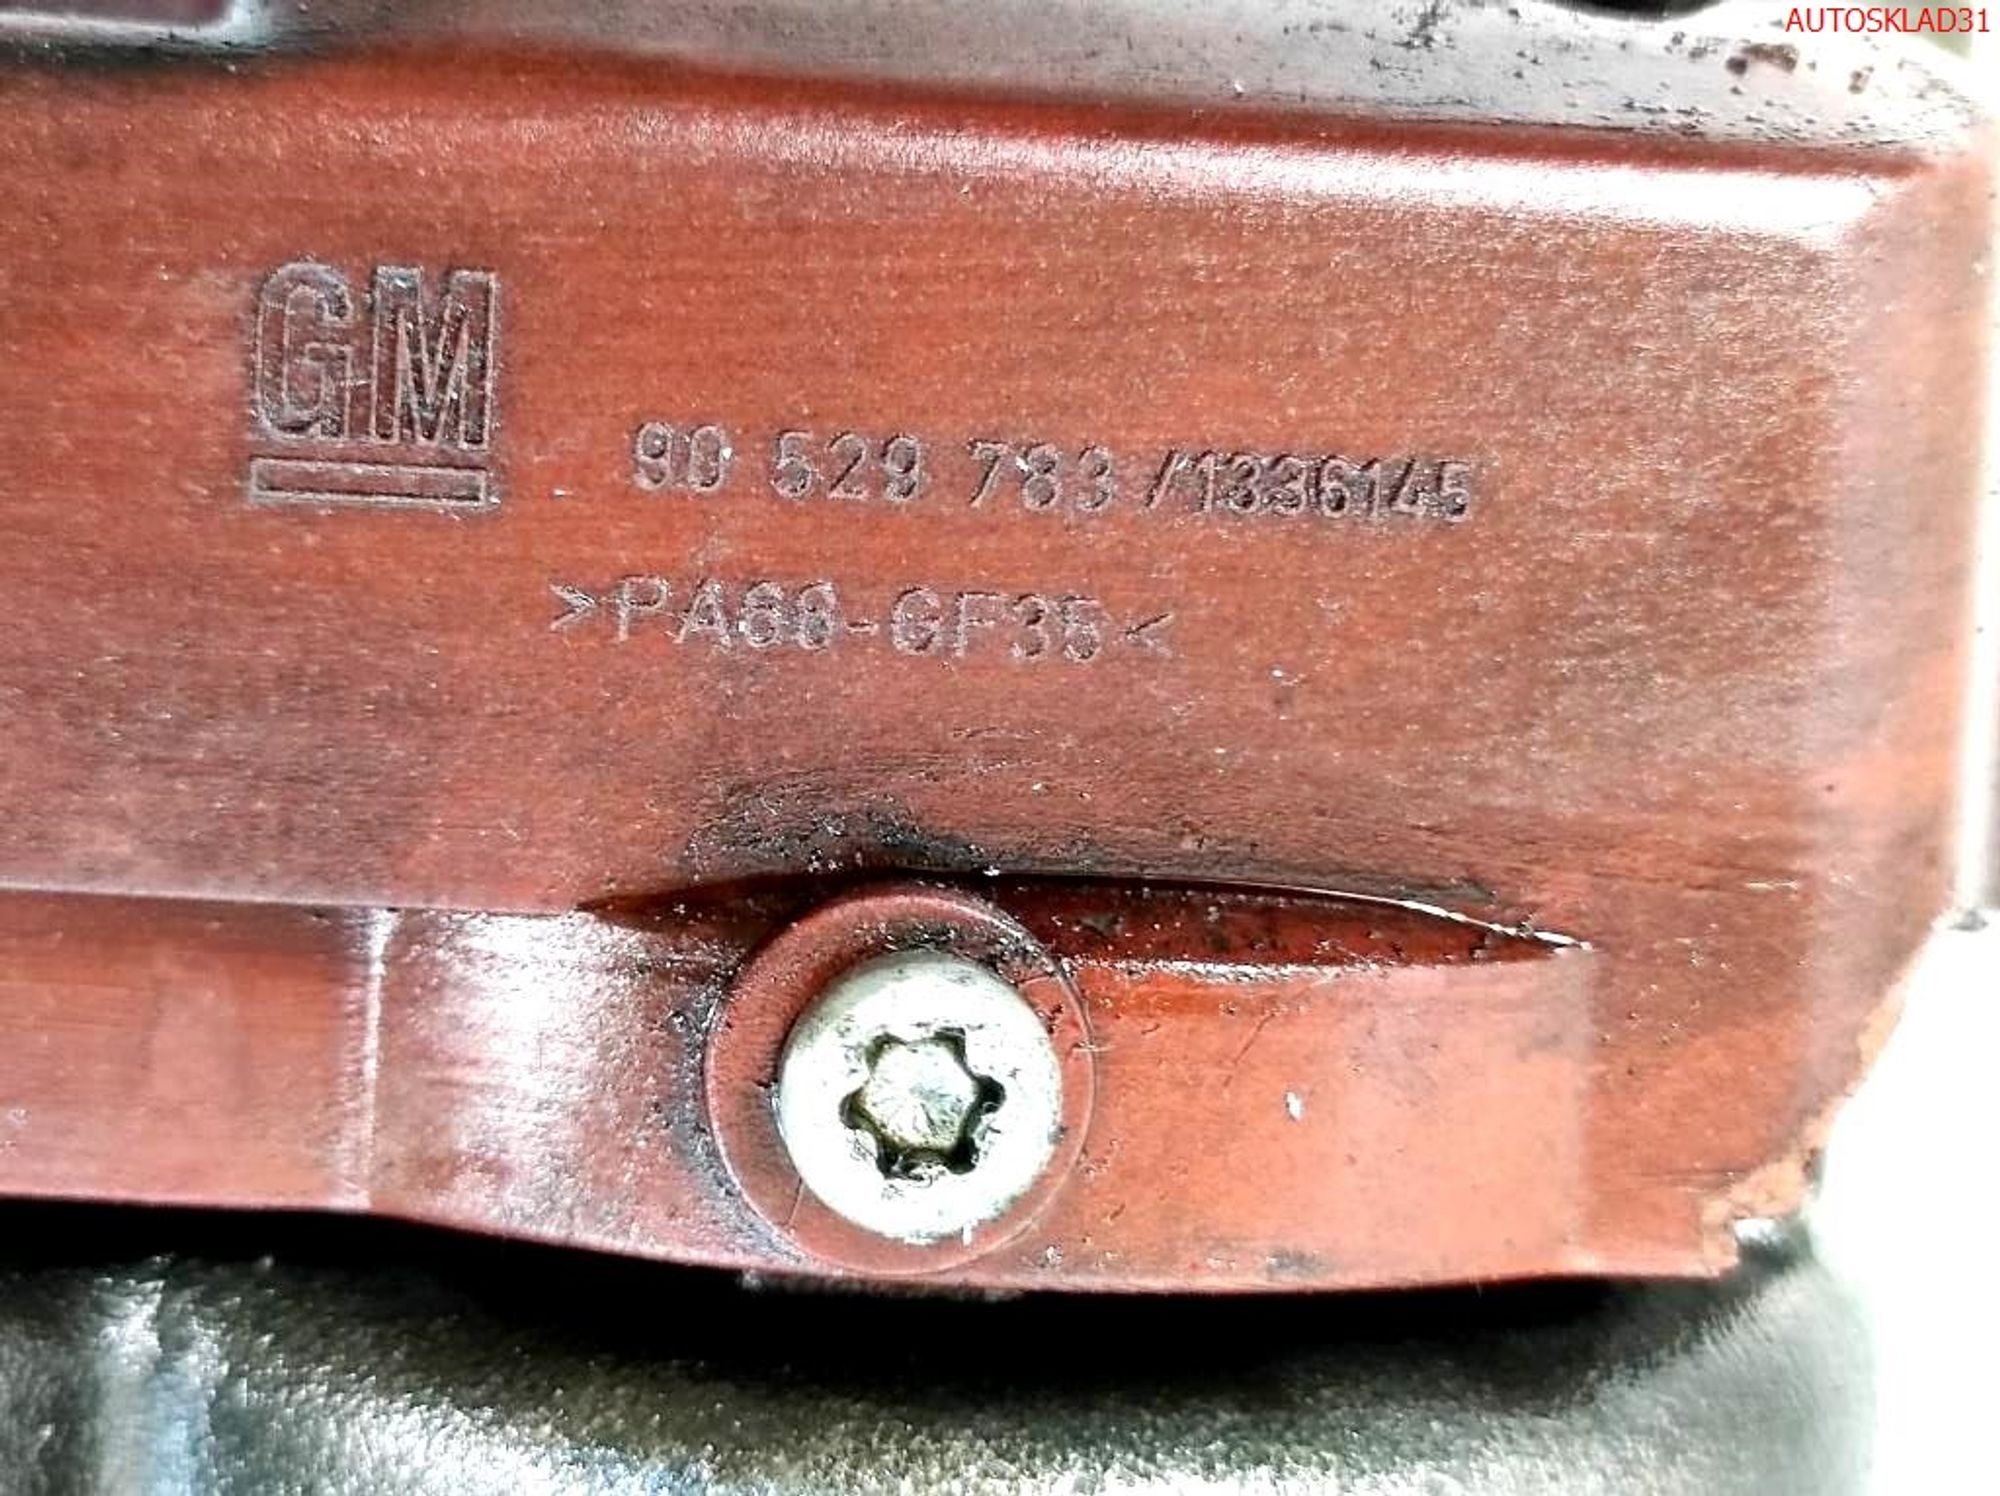 AUTOSKLAD31
GM
90 529 783 /1336145
>PA66-GF35<